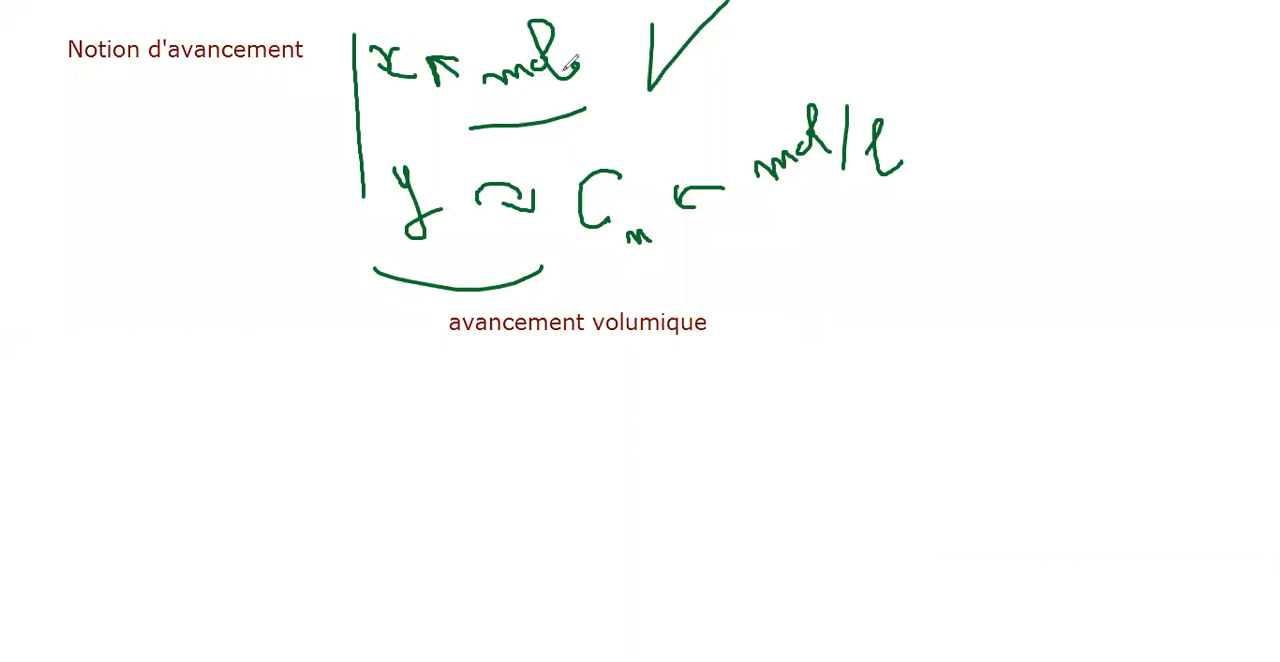 Notion d'avancement
x ← mol
y ~ Cₘ ← mol/l
avancement volumique